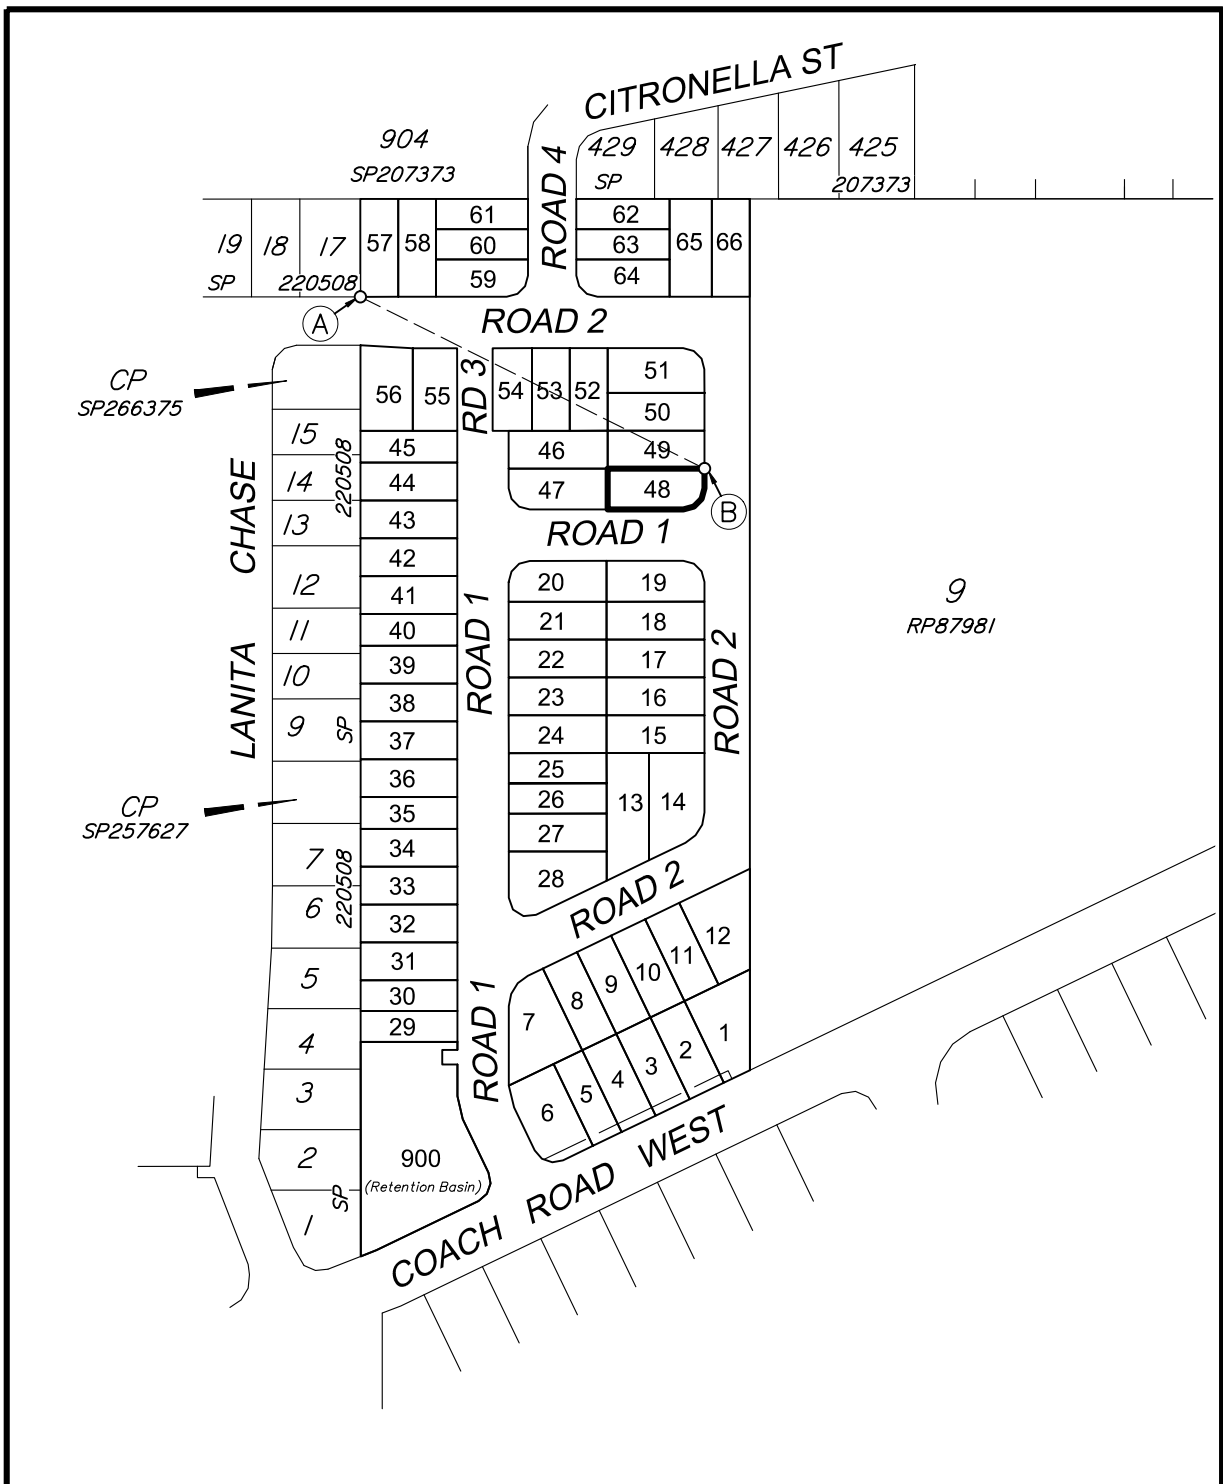 CITRONELLA ST
904
SP207373
429 428 427 426 425
SP 207373
ROAD 4
19 18 17
SP 220508
57 58
61
60
59
62
63
64
65 66
A
ROAD 2
CP
SP266375
56 55
RD 3
54 53 52
51
50
49
48
46
47
B
ROAD 1
15
14
13
12
11
10
9
220508
SP
LANITA CHASE
45
44
43
42
41
40
39
38
37
36
35
34
33
32
31
30
29
ROAD 1
20 19
21 18
22 17
23 16
24 15
25
26
27
28
13 14
ROAD 2
9
RP87981
CP
SP257627
7
6
5
4
3
2
1
220508
SP
ROAD 2
7 8 9 10 11 12
6 5 4 3 2 1
ROAD 1
900
(Retention Basin)
COACH ROAD WEST